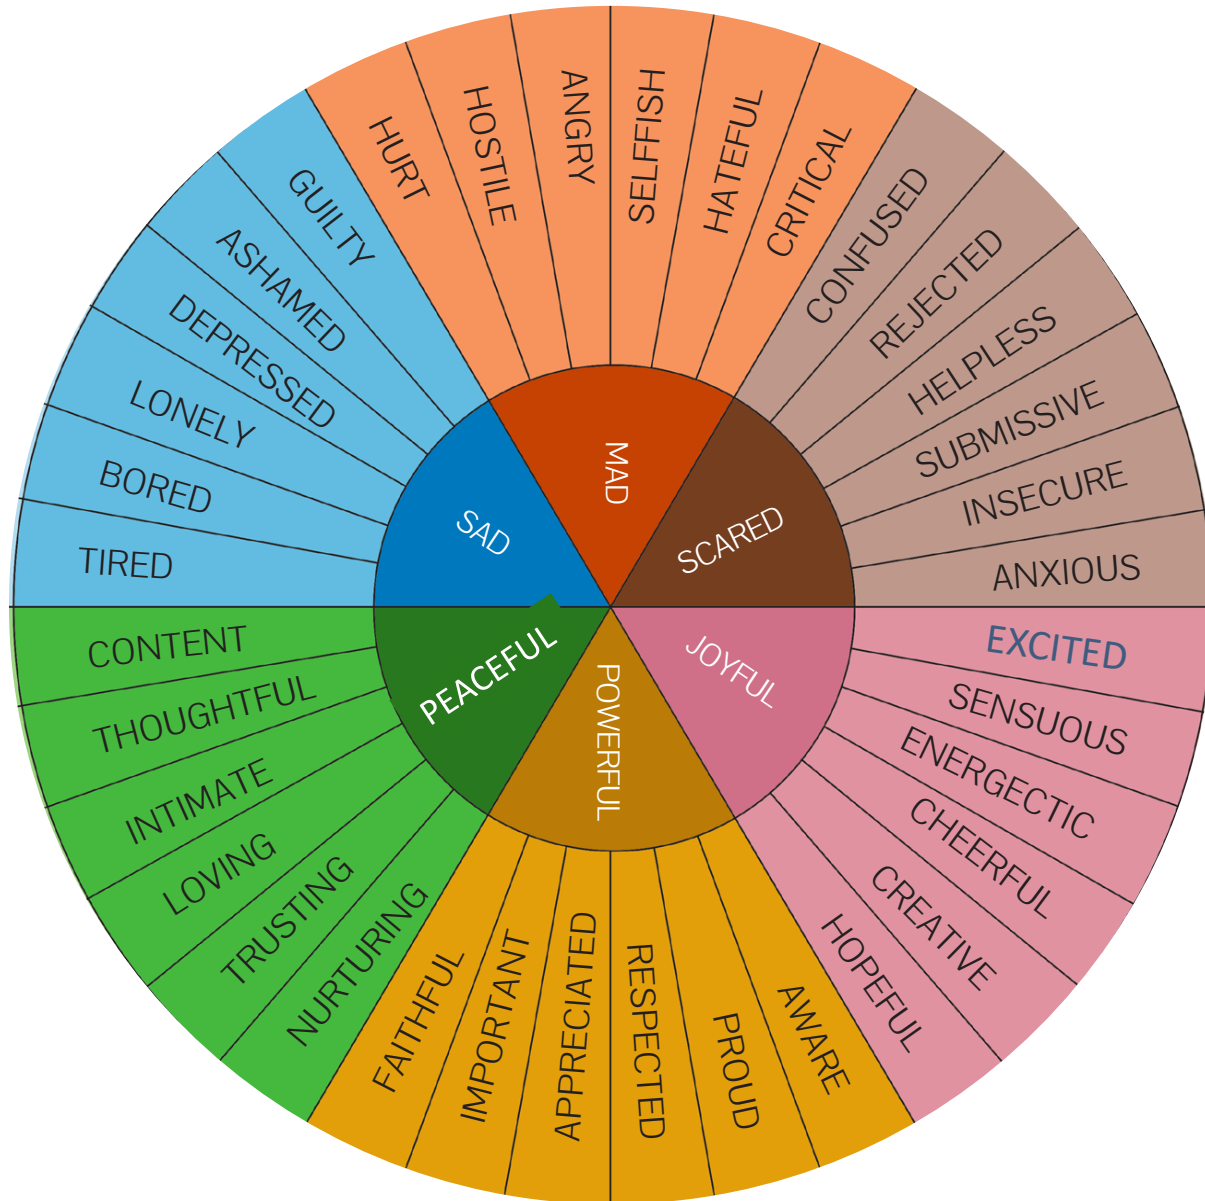 HURT
HOSTILE
ANGRY
SELFFISH
HATEFUL
CRITICAL
CONFUSED
REJECTED
HELPLESS
SUBMISSIVE
INSECURE
ANXIOUS
EXCITED
SENSUOUS
ENERGECTIC
CHEERFUL
CREATIVE
HOPEFUL
AWARE
PROUD
RESPECTED
APPRECIATED
IMPORTANT
FAITHFUL
NURTURING
TRUSTING
LOVING
INTIMATE
THOUGHTFUL
CONTENT
TIRED
BORED
LONELY
DEPRESSED
ASHAMED
GUILTY
MAD
SCARED
JOYFUL
POWERFUL
PEACEFUL
SAD